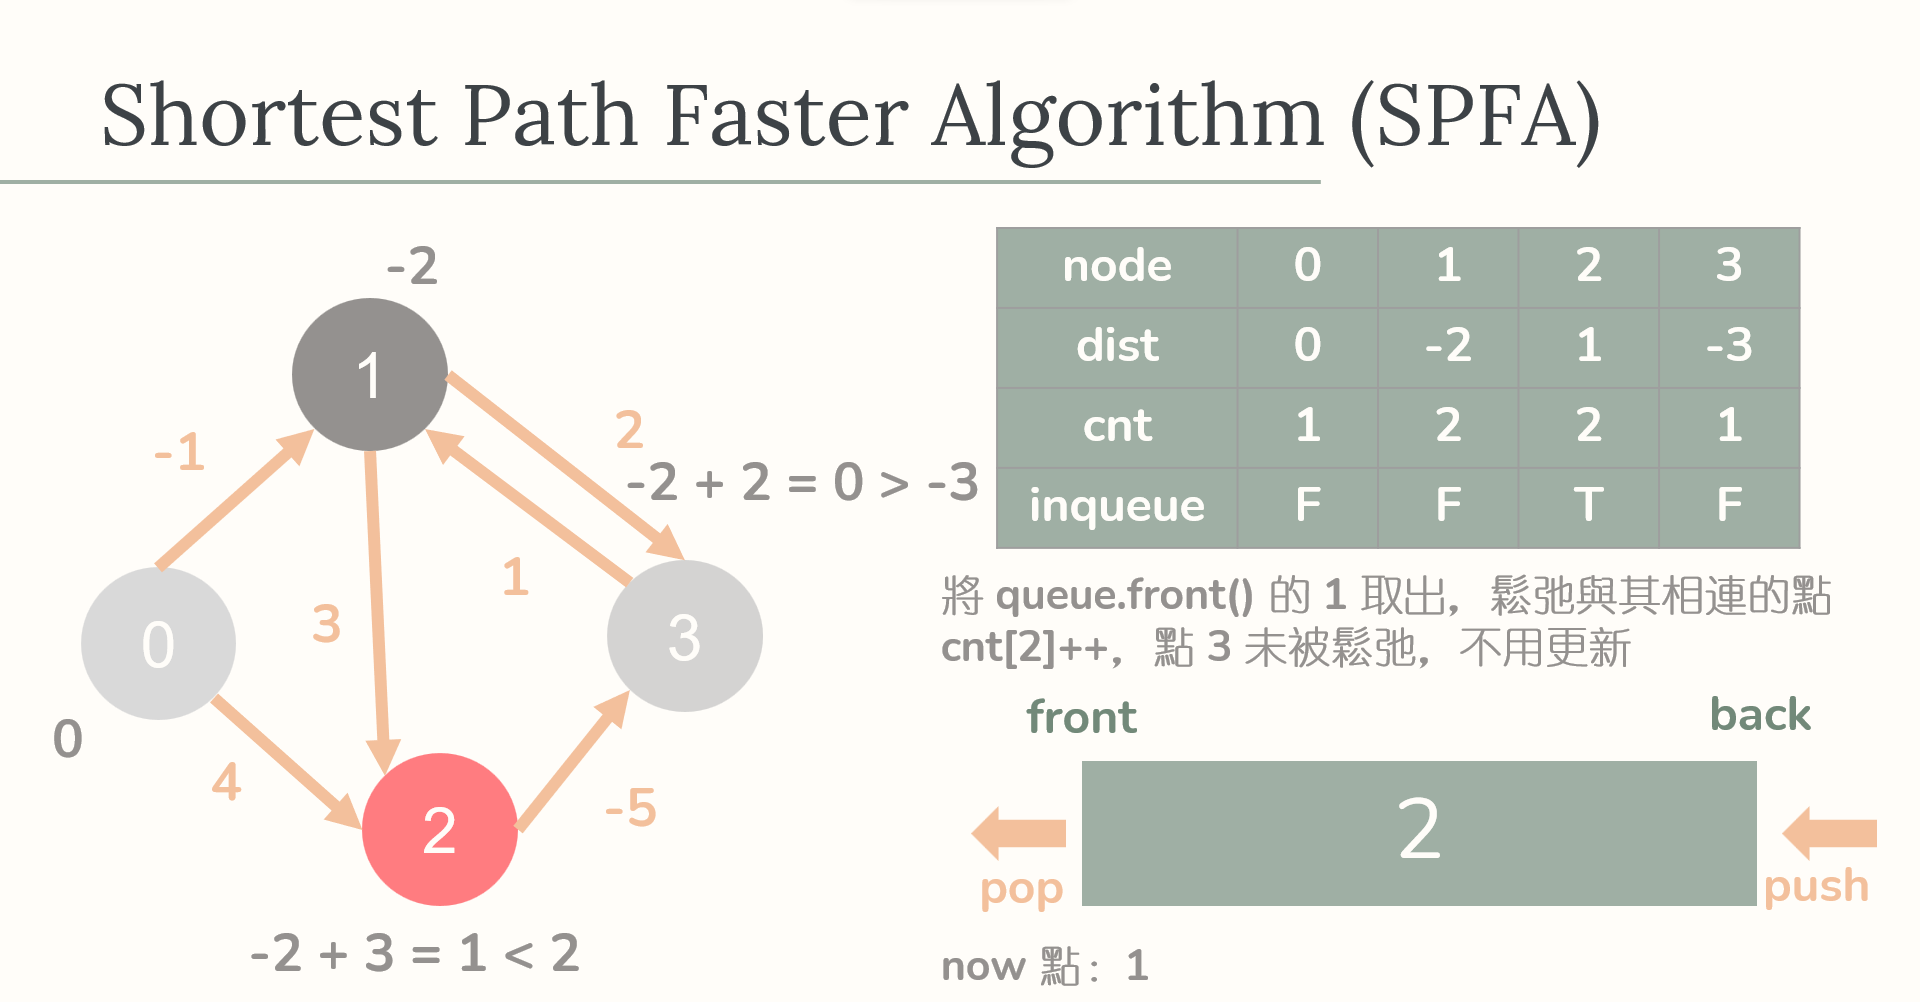 Shortest Path Faster Algorithm (SPFA)
-2
1
-1
2
-2 + 2 = 0 > -3
1
3
0
3
0
4
-5
2
-2 + 3 = 1 < 2
node 0 1 2 3
dist 0 -2 1 -3
cnt 1 2 2 1
inqueue F F T F
將 queue.front() 的 1 取出，鬆弛與其相連的點
cnt[2]++，點 3 未被鬆弛，不用更新
front
back
2
pop
push
now 點：1